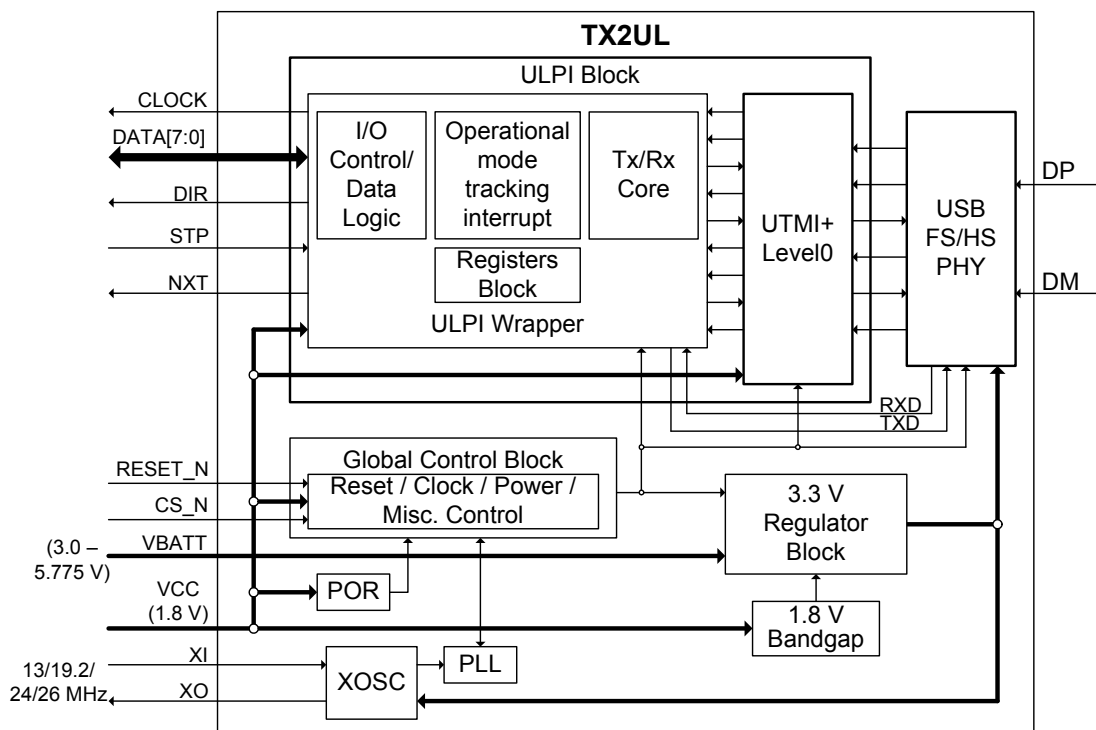 TX2UL
ULPI Block
CLOCK
DATA[7:0]
DIR
STP
NXT
I/O
Control/
Data
Logic
Operational
mode
tracking
interrupt
Tx/Rx
Core
Registers
Block
ULPI Wrapper
UTMI+
Level0
USB
FS/HS
PHY
DP
DM
RXD
TXD
RESET_N
CS_N
Global Control Block
Reset / Clock / Power /
Misc. Control
3.3 V
Regulator
Block
(3.0 –
5.775 V)
VBATT
VCC
(1.8 V)
POR
1.8 V
Bandgap
XI
13/19.2/
24/26 MHz
XO
XOSC
PLL